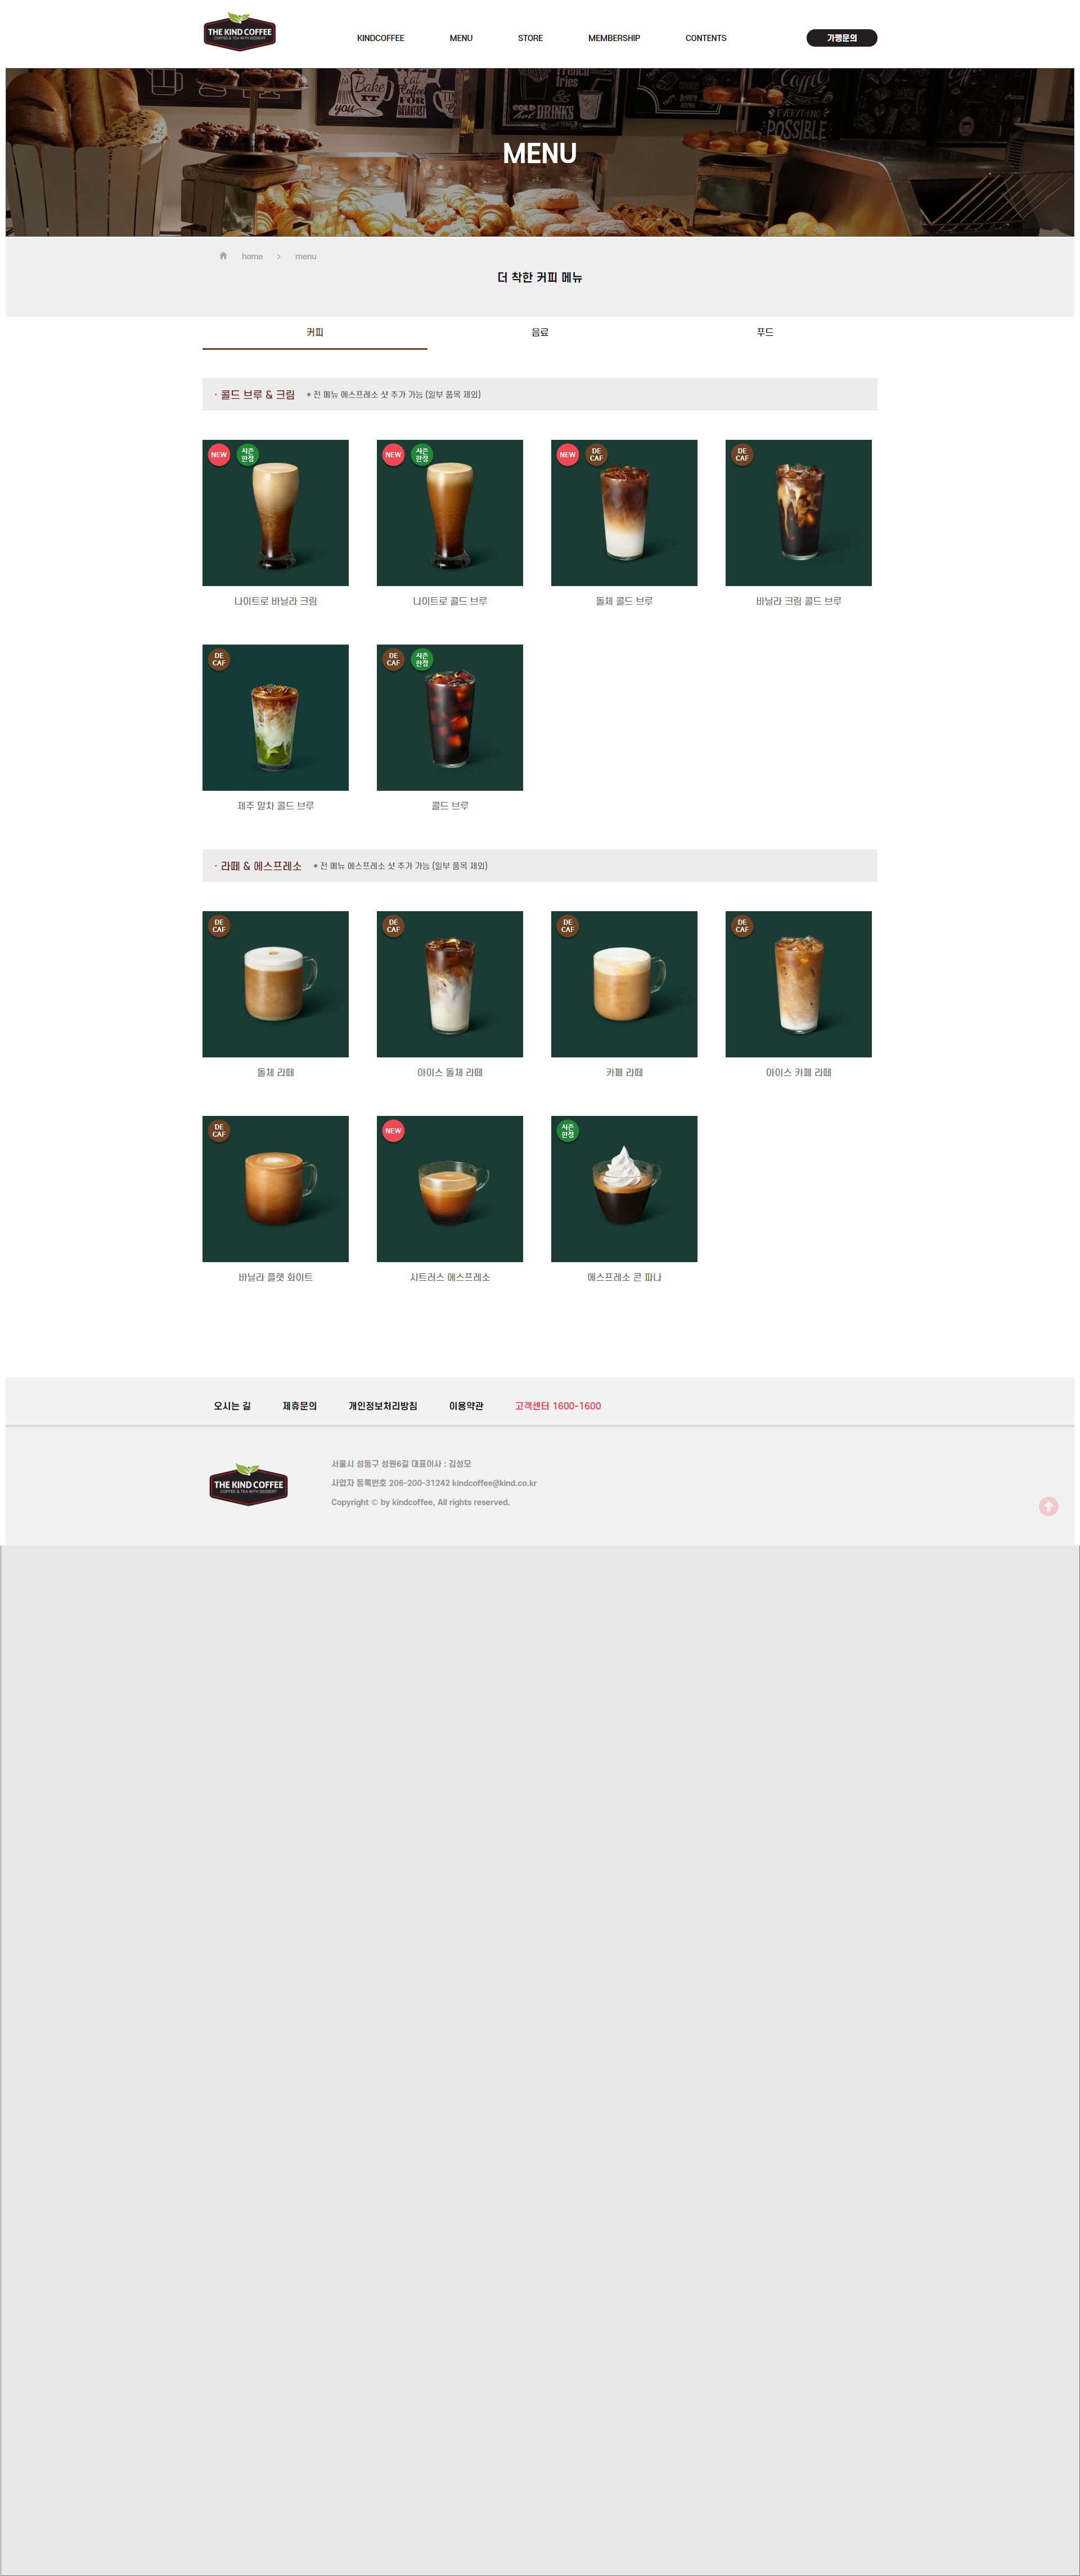 THE KIND COFFEE
COFFEE & TEA WITH DESSERT
KINDCOFFEE
MENU
STORE
MEMBERSHIP
CONTENTS
가맹문의
Bake IT
you
Coffee FOR BREAKFAST
french fries &
COLD hot DRINKS
Coffee
EVERYTHING
POSSIBLE
MENU
home > menu
더 착한 커피 메뉴
커피
음료
푸드
· 콜드 브루 & 크림 * 전 메뉴 에스프레소 샷 추가 가능 (일부 품목 제외)
NEW
시즌
한정
NEW
시즌
한정
NEW
DE
CAF
DE
CAF
나이트로 바닐라 크림
나이트로 콜드 브루
돌체 콜드 브루
바닐라 크림 콜드 브루
DE
CAF
DE
CAF
시즌
한정
제주 말차 콜드 브루
콜드 브루
· 라떼 & 에스프레소 * 전 메뉴 에스프레소 샷 추가 가능 (일부 품목 제외)
DE
CAF
DE
CAF
DE
CAF
DE
CAF
돌체 라떼
아이스 돌체 라떼
카페 라떼
아이스 카페 라떼
DE
CAF
NEW
시즌
한정
바닐라 플랫 화이트
시트러스 에스프레소
에스프레소 콘 파나
오시는 길
제휴문의
개인정보처리방침
이용약관
고객센터 1600-1600
THE KIND COFFEE
COFFEE & TEA WITH DESSERT
서울시 성동구 성원6길 대표이사 : 김성모
사업자 등록번호 206-200-31242 kindcoffee@kind.co.kr
Copyright © by kindcoffee, All rights reserved.